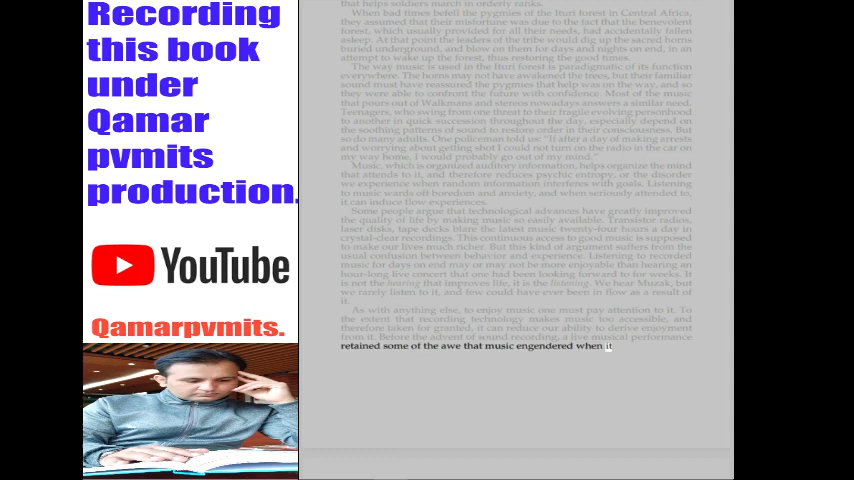 Recording
this book
under
Qamar
pvmits
production.
YouTube
Qamarpvmits.
that helps soldiers march in orderly ranks.
When bad times befell the pygmies of the Ituri forest in Central Africa,
they assumed that their misfortune was due to the fact that the benevolent
forest, which usually provided for all their needs, had accidentally fallen
asleep. At that point the leaders of the tribe would dig up the sacred horns
buried underground, and blow on them for days and nights on end, in an
attempt to wake up the forest, thus restoring the good times.
The way music is used in the Ituri forest is paradigmatic of its function
everywhere. The horns may not have awakened the trees, but their familiar
sound must have reassured the pygmies that help was on the way, and so
they were able to confront the future with confidence. Most of the music
that pours out of Walkmans and stereos nowadays answers a similar need.
Teenagers, who swing from one threat to their fragile evolving personhood
to another in quick succession throughout the day, especially depend on
the soothing patterns of sound to restore order in their consciousness. But
so do many adults. One policeman told us: "If after a day of making arrests
and worrying about getting shot I could not turn on the radio in the car on
my way home, I would probably go out of my mind."
Music, which is organized auditory information, helps organize the mind
that attends to it, and therefore reduces psychic entropy, or the disorder
we experience when random information interferes with goals. Listening
to music wards off boredom and anxiety, and when seriously attended to,
it can induce flow experiences.
Some people argue that technological advances have greatly improved
the quality of life by making music so easily available. Transistor radios,
laser disks, tape decks blare the latest music twenty-four hours a day in
crystal-clear recordings. This continuous access to good music is supposed
to make our lives much richer. But this kind of argument suffers from the
usual confusion between behavior and experience. Listening to recorded
music for days on end may or may not be more enjoyable than hearing an
hour-long live concert that one had been looking forward to for weeks. It
is not the hearing that improves life, it is the listening. We hear Muzak, but
we rarely listen to it, and few could have ever been in flow as a result of
it.
As with anything else, to enjoy music one must pay attention to it. To
the extent that recording technology makes music too accessible, and
therefore taken for granted, it can reduce our ability to derive enjoyment
from it. Before the advent of sound recording, a live musical performance
retained some of the awe that music engendered when it